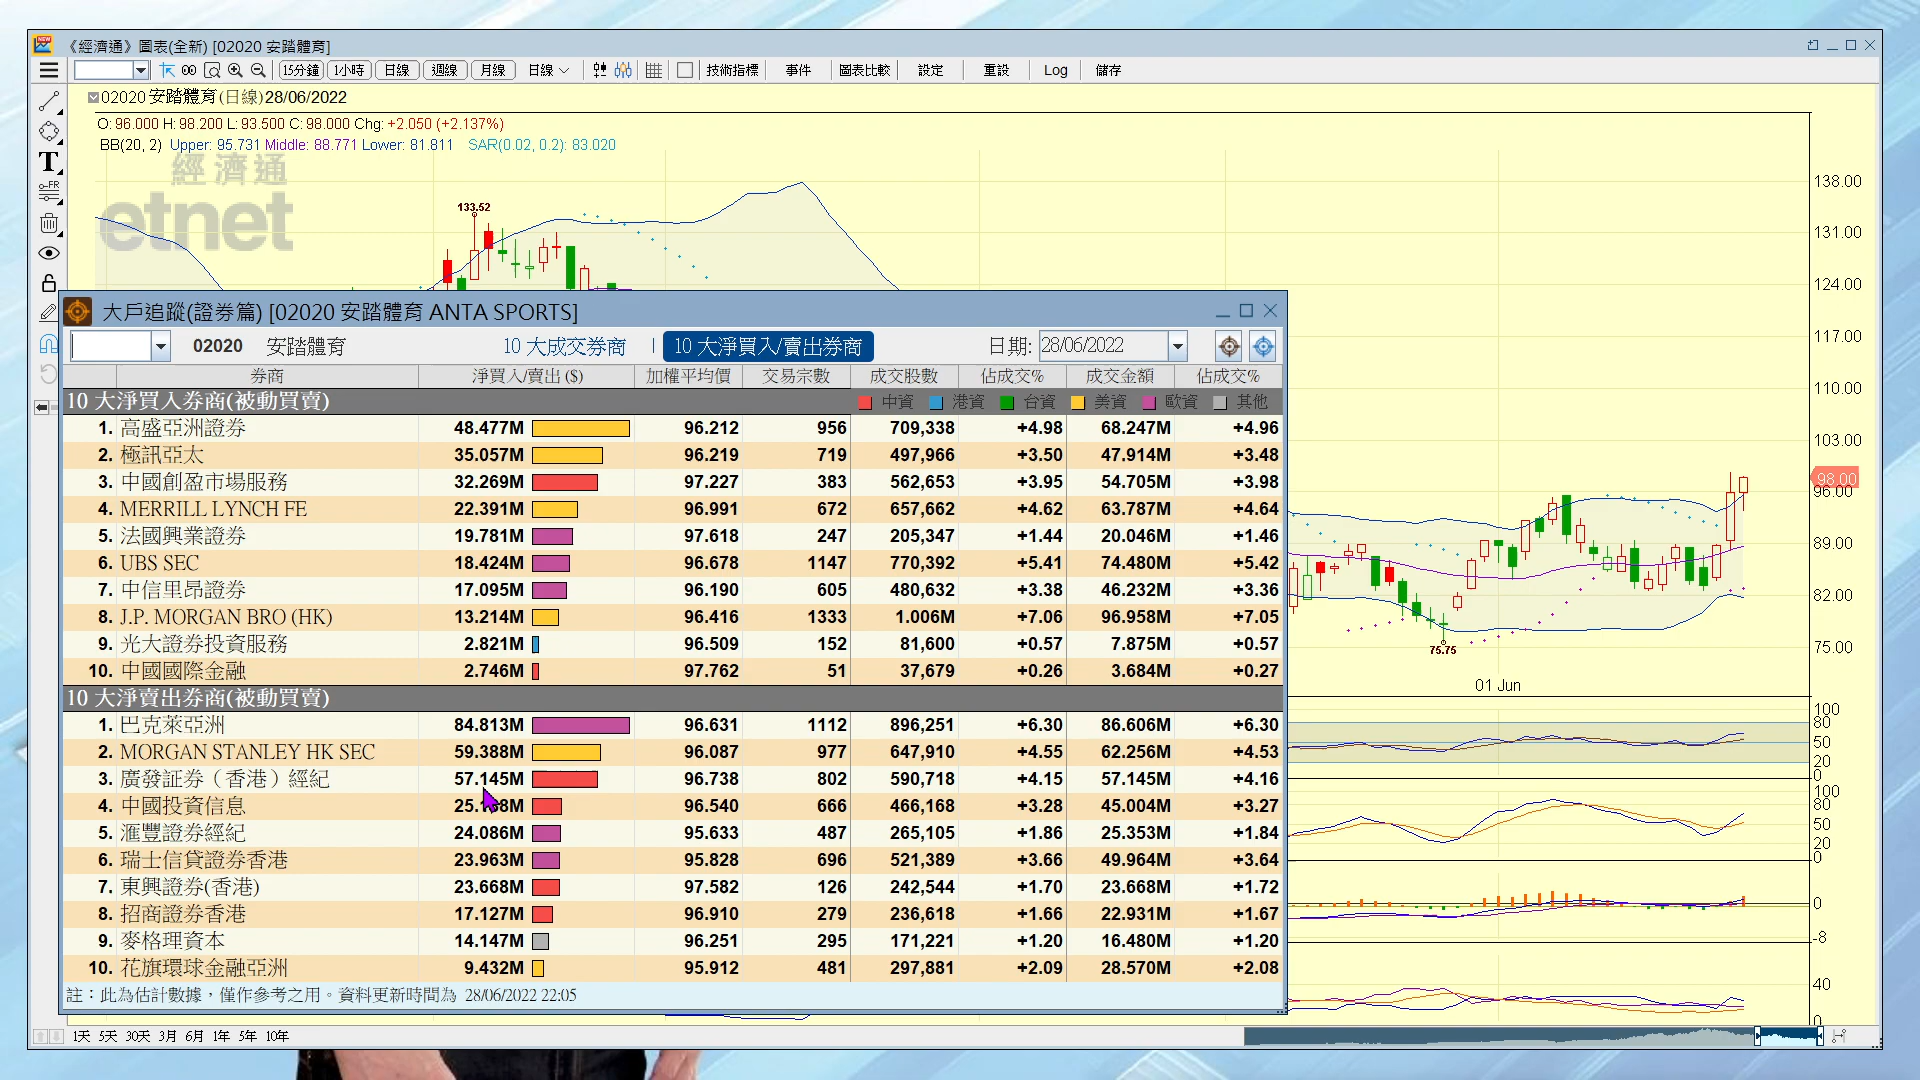 《經濟通》圖表(全新) [02020 安踏體育]
15分鐘 1小時 日線 週線 月線 日線 技術指標 事件 圖表比較 設定 重設 Log 儲存
02020 安踏體育(日線)28/06/2022
O: 96.000 H: 98.200 L: 93.500 C: 98.000 Chg: +2.050 (+2.137%)
BB(20, 2) Upper: 95.731 Middle: 88.771 Lower: 81.811 SAR(0.02, 0.2): 83.020
經濟通
etnet
133.52
138.00
131.00
124.00
117.00
110.00
103.00
98.00
96.00
89.00
82.00
75.00
75.75
01 Jun
100
80
50
20
0
100
80
50
20
0
0
-8
40
0
大戶追蹤(證券篇) [02020 安踏體育 ANTA SPORTS]
02020 安踏體育 10 大成交券商 | 10 大淨買入/賣出券商 日期: 28/06/2022
券商 淨買入/賣出 ($) 加權平均價 交易宗數 成交股數 佔成交% 成交金額 佔成交%
10 大淨買入券商(被動買賣) 中資 港資 台資 美資 歐資 其他
1. 高盛亞洲證券 48.477M 96.212 956 709,338 +4.98 68.247M +4.96
2. 極訊亞太 35.057M 96.219 719 497,966 +3.50 47.914M +3.48
3. 中國創盈市場服務 32.269M 97.227 383 562,653 +3.95 54.705M +3.98
4. MERRILL LYNCH FE 22.391M 96.991 672 657,662 +4.62 63.787M +4.64
5. 法國興業證券 19.781M 97.618 247 205,347 +1.44 20.046M +1.46
6. UBS SEC 18.424M 96.678 1147 770,392 +5.41 74.480M +5.42
7. 中信里昂證券 17.095M 96.190 605 480,632 +3.38 46.232M +3.36
8. J.P. MORGAN BRO (HK) 13.214M 96.416 1333 1.006M +7.06 96.958M +7.05
9. 光大證券投資服務 2.821M 96.509 152 81,600 +0.57 7.875M +0.57
10. 中國國際金融 2.746M 97.762 51 37,679 +0.26 3.684M +0.27
10 大淨賣出券商(被動買賣)
1. 巴克萊亞洲 84.813M 96.631 1112 896,251 +6.30 86.606M +6.30
2. MORGAN STANLEY HK SEC 59.388M 96.087 977 647,910 +4.55 62.256M +4.53
3. 廣發証券（香港）經紀 57.145M 96.738 802 590,718 +4.15 57.145M +4.16
4. 中國投資信息 96.540 666 466,168 +3.28 45.004M +3.27
5. 滙豐證券經紀 24.086M 95.633 487 265,105 +1.86 25.353M +1.84
6. 瑞士信貸證券香港 23.963M 95.828 696 521,389 +3.66 49.964M +3.64
7. 東興證券(香港) 23.668M 97.582 126 242,544 +1.70 23.668M +1.72
8. 招商證券香港 17.127M 96.910 279 236,618 +1.66 22.931M +1.67
9. 麥格理資本 14.147M 96.251 295 171,221 +1.20 16.480M +1.20
10. 花旗環球金融亞洲 9.432M 95.912 481 297,881 +2.09 28.570M +2.08
註：此為估計數據，僅作參考之用。資料更新時間為 28/06/2022 22:05
1天 5天 30天 3月 6月 1年 5年 10年